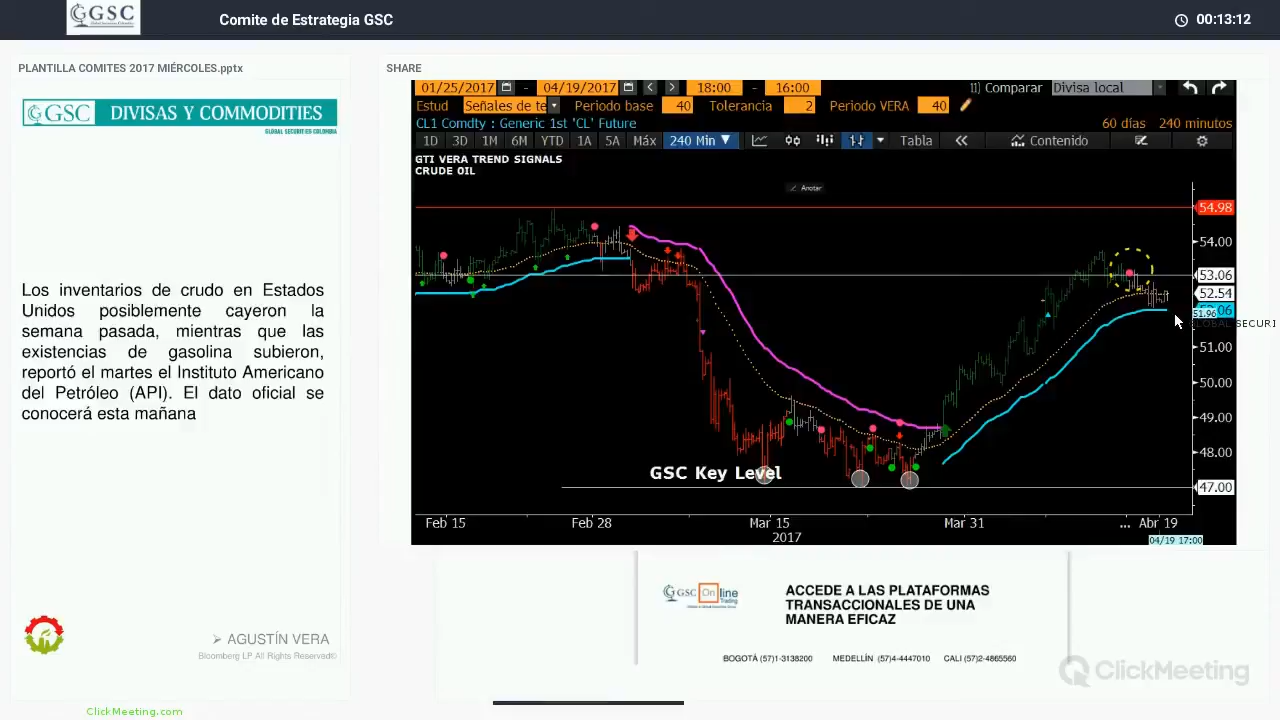 GSC
Comite de Estrategia GSC
00:13:12
PLANTILLA COMITES 2017 MIÉRCOLES.pptx
GSC DIVISAS Y COMMODITIES
GLOBAL SECURITIES COLOMBIA
Los inventarios de crudo en Estados
Unidos posiblemente cayeron la
semana pasada, mientras que las
existencias de gasolina subieron,
reportó el martes el Instituto Americano
del Petróleo (API). El dato oficial se
conocerá esta mañana
AGUSTÍN VERA
Bloomberg LP All Rights Reserved©
ClickMeeting.com
SHARE
01/25/2017 - 04/19/2017 18:00 - 16:00 11) Comparar Divisa local
Estud Señales de te Periodo base 40 Tolerancia 2 Periodo VERA 40
CL1 Comdty : Generic 1st 'CL' Future 60 días 240 minutos
1D 3D 1M 6M YTD 1A 5A Máx 240 Min Tabla Contenido
GTI VERA TREND SIGNALS
CRUDE OIL
Anotar
54.98
54.00
53.06
52.54
51.96
LOBAL SECURI
51.00
50.00
49.00
48.00
47.00
GSC Key Level
Feb 15 Feb 28 Mar 15 Mar 31 ... Abr 19
2017
04/19 17:00
GSC Online
Trading
ACCEDE A LAS PLATAFORMAS
TRANSACCIONALES DE UNA
MANERA EFICAZ
BOGOTÁ (57)1-3138200 MEDELLÍN (57)4-4447010 CALI (57)2-4865560
ClickMeeting